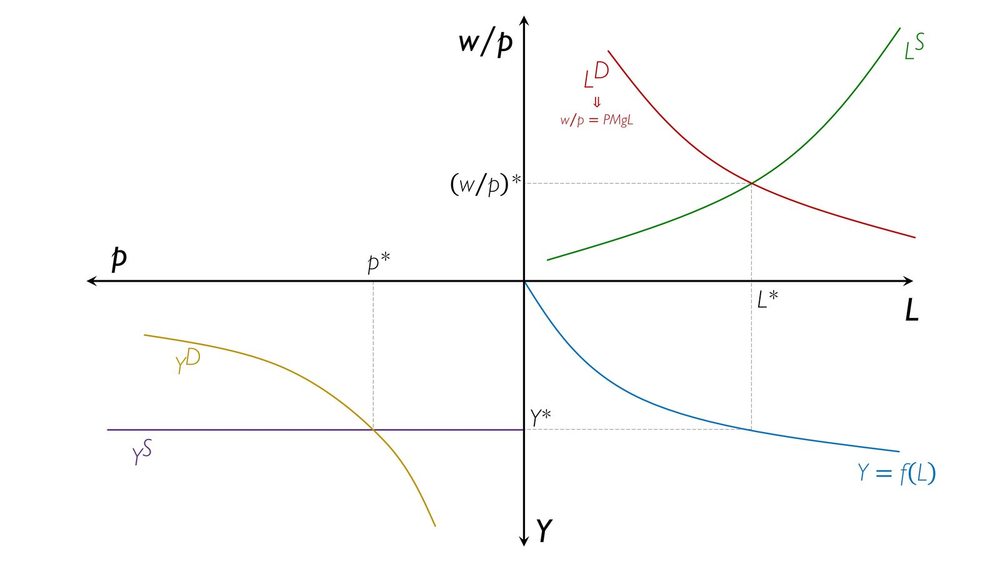 w/p
L^S
L^D
⇓
w/p = PMgL
(w/p)*
p
p*
L*
L
Y^D
Y*
Y^S
Y = f(L)
Y